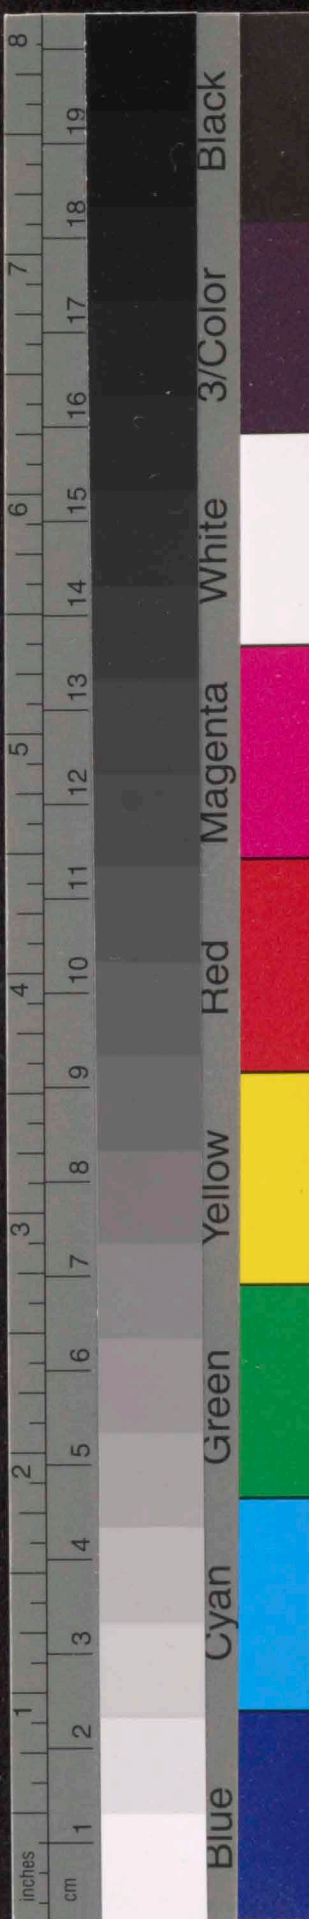 inches 1 2 3 4 5 6 7 8
cm 1 2 3 4 5 6 7 8 9 10 11 12 13 14 15 16 17 18 19
Blue Cyan Green Yellow Red Magenta White 3/Color Black